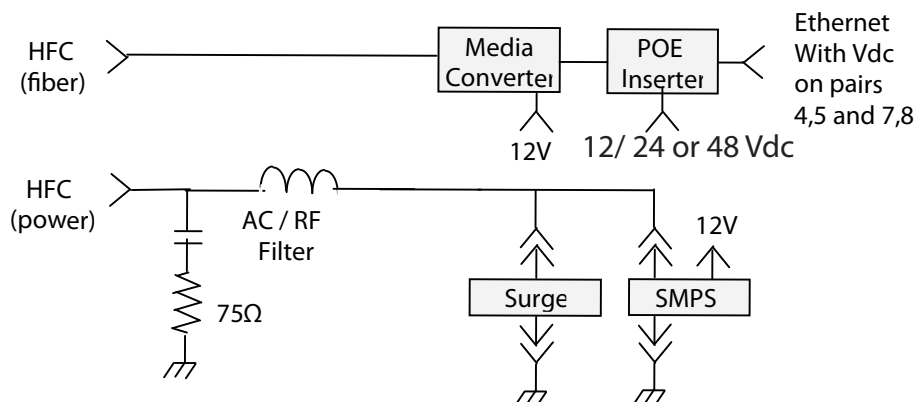 HFC
(fiber)
Media
Converter
POE
Inserter
Ethernet
With Vdc
on pairs
4,5 and 7,8
12V
12/ 24 or 48 Vdc
HFC
(power)
AC / RF
Filter
75Ω
Surge
12V
SMPS